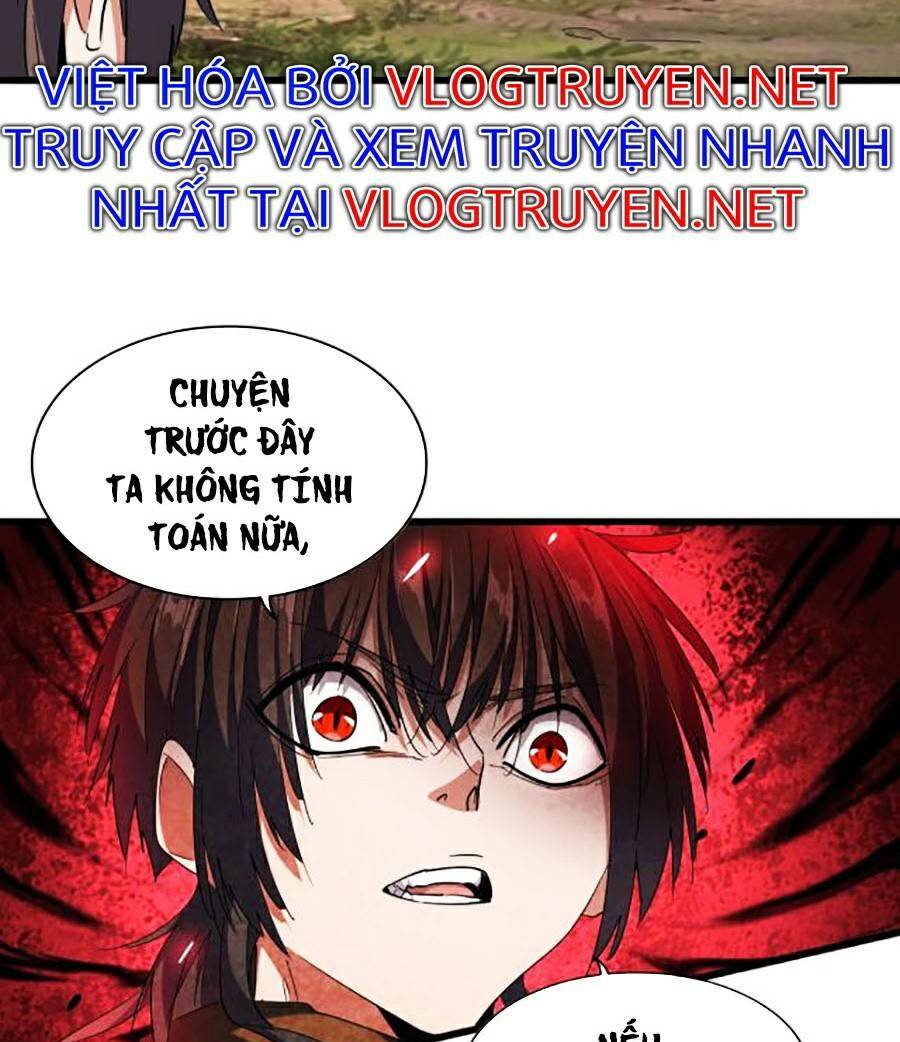 VIỆT HÓA BỞI VLOGTRUYEN.NET
TRUY CẬP VÀ XEM TRUYỆN NHANH
NHẤT TẠI VLOGTRUYEN.NET
CHUYỆN
TRƯỚC ĐÂY
TA KHÔNG TÍNH
TOÁN NỮA,
NẾU